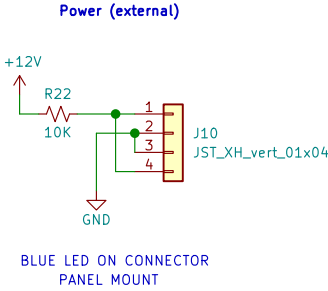 Power (external)
+12V
R22
10K
1
2
3
4
J10
JST_XH_vert_01x04
GND
BLUE LED ON CONNECTOR
PANEL MOUNT